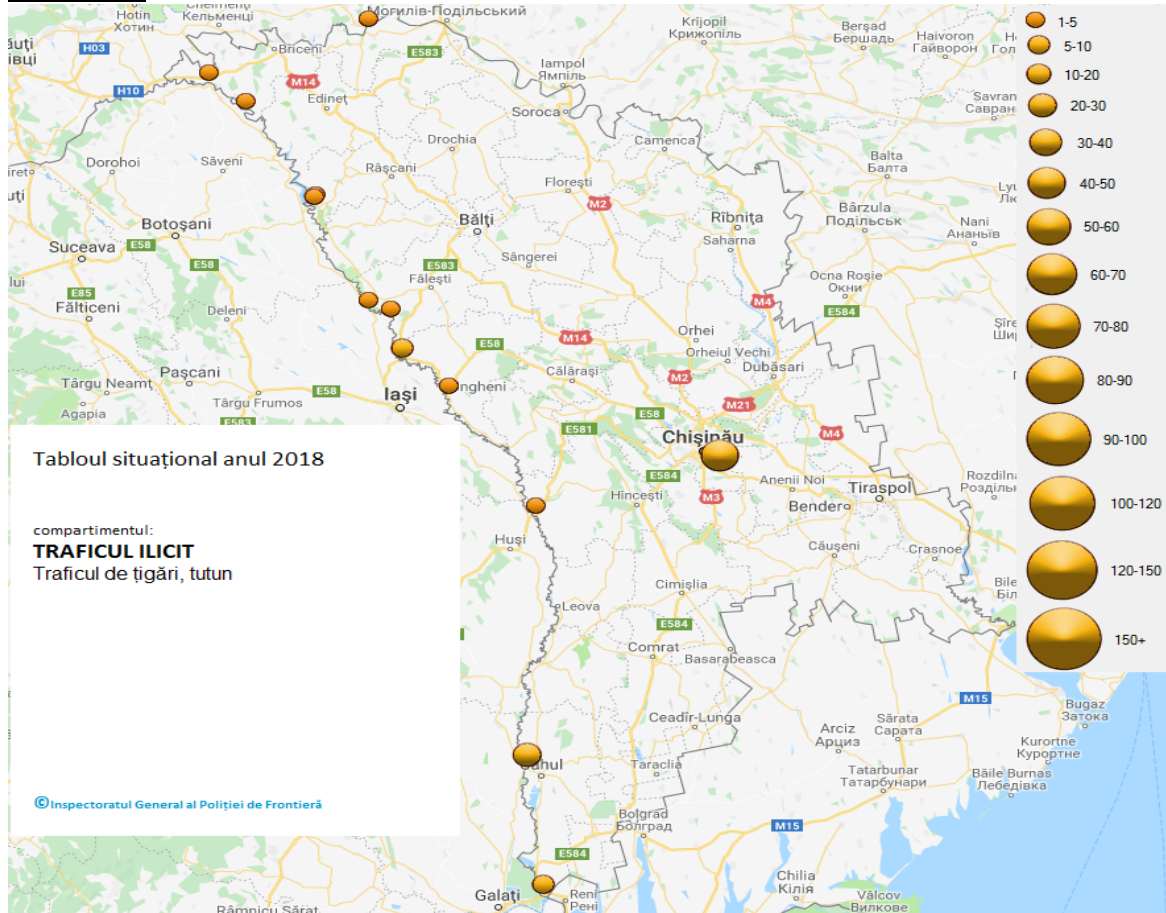 Hotin
Хотин
Кельменці
Могилів-Подільський
H03
Briceni
E583
Krîjopil
Крижопіль
Berșad
Бершадь
Haivoron
Гайворон
Iampol
Ямпіль
H10
M14
Edineț
Soroca
Drochia
Camenca
Dorohoi
Săveni
Râșcani
Florești
Balta
Балта
M2
Botoșani
Bălți
Rîbnița
Saharna
Bârzula
Подільськ
Nani
Ананьїв
Suceava
E58
E58
Sângerei
E583
Fălești
Ocna Roșie
Окни
M4
E584
E85
Fălticeni
Deleni
Orhei
M14
Orheiul Vechi
E58
Dubăsari
Târgu Neamț
Pașcani
Călărași
M2
Agapia
Târgu Frumos
E58
Iași
ngheni
M21
E583
E581
E58
M4
Chișinău
Anenii Noi
Tiraspol
E584
Hîncești
M3
Bender
Huși
Căușeni
Crasnoe
Cimișlia
Leova
E584
Comrat
Basarabeasca
M15
Ceadîr-Lunga
Arciz
Арциз
Sărata
Сарата
Bugaz
Затока
Kurortne
Курортне
ahul
Taraclia
Tatarbunar
Татарбунари
Băile Burnas
Лебедівка
Bolgrad
Болград
M15
E584
Chilia
Кілія
Galați
Reni
Рені
Vâlcov
Вилкове
Râmnicu Sărat
Tabloul situațional anul 2018
compartimentul:
TRAFICUL ILICIT
Traficul de țigări, tutun
©Inspectoratul General al Poliției de Frontieră
1-5
5-10
10-20
20-30
30-40
40-50
50-60
60-70
70-80
80-90
90-100
100-120
120-150
150+